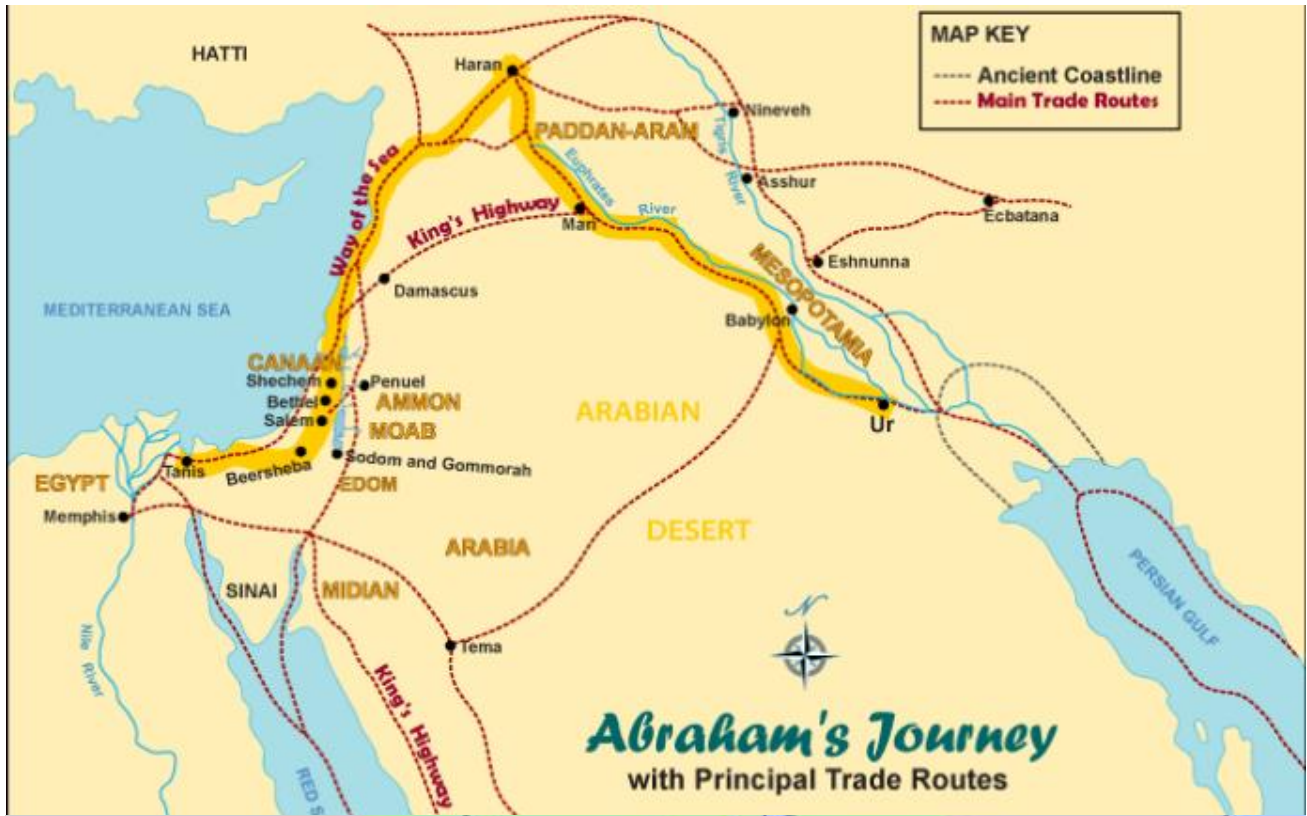 HATTI
Haran
MAP KEY
Ancient Coastline
Main Trade Routes
Nineveh
PADDAN-ARAM
Tigris River
Asshur
Ecbatana
Euphrates River
Way of the Sea
King's Highway
Mari
Eshnunna
MESOPOTAMIA
Damascus
MEDITERRANEAN SEA
Babylon
CANAAN
Shechem
Penuel
Bethel
AMMON
Salem
MOAB
ARABIAN
Ur
Tanis
Beersheba
Sodom and Gommorah
EGYPT
EDOM
Memphis
DESERT
ARABIA
SINAI
MIDIAN
PERSIAN GULF
Nile River
Tema
N
King's Highway
RED S
Abraham's Journey
with Principal Trade Routes